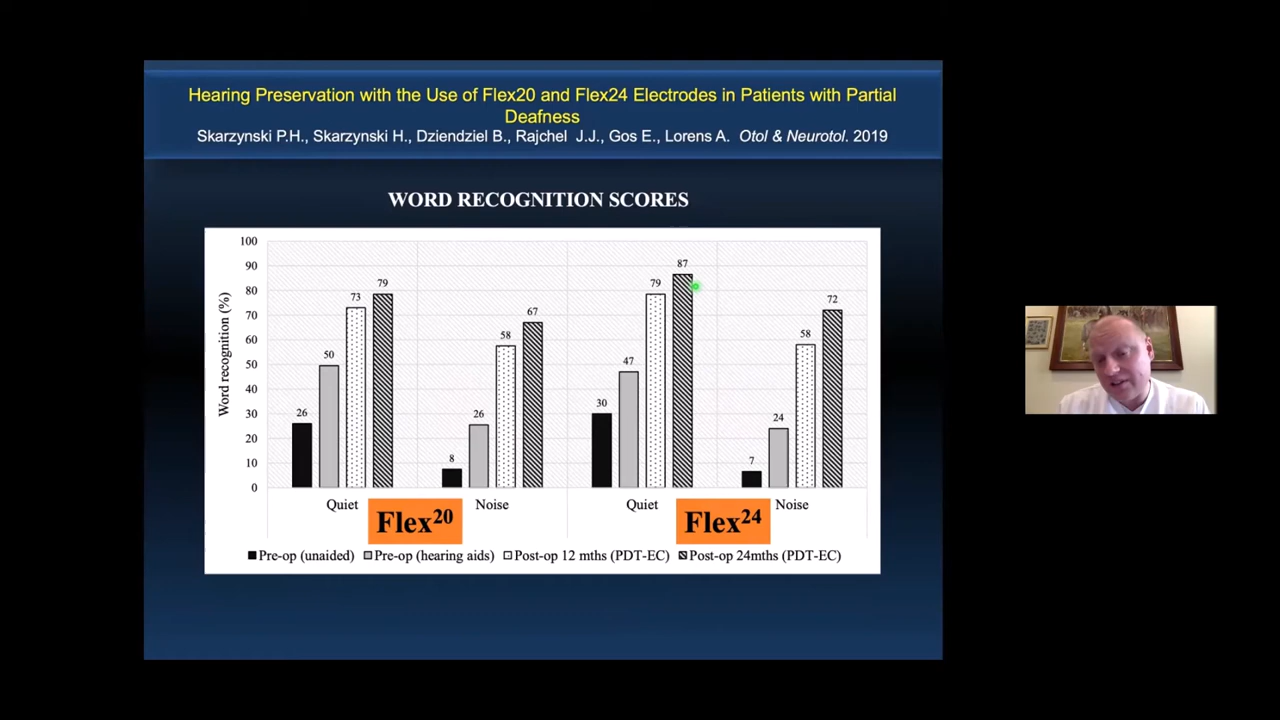 Hearing Preservation with the Use of Flex20 and Flex24 Electrodes in Patients with Partial
Deafness
Skarzynski P.H., Skarzynski H., Dziendziel B., Rajchel J.J., Gos E., Lorens A. Otol & Neurotol. 2019
WORD RECOGNITION SCORES
Word recognition (%)
100
90
80
70
60
50
40
30
20
10
0
26
50
73
79
8
26
58
67
30
47
79
87
7
24
58
72
Quiet
Noise
Quiet
Noise
Flex20
Flex24
Pre-op (unaided)
Pre-op (hearing aids)
Post-op 12 mths (PDT-EC)
Post-op 24mths (PDT-EC)